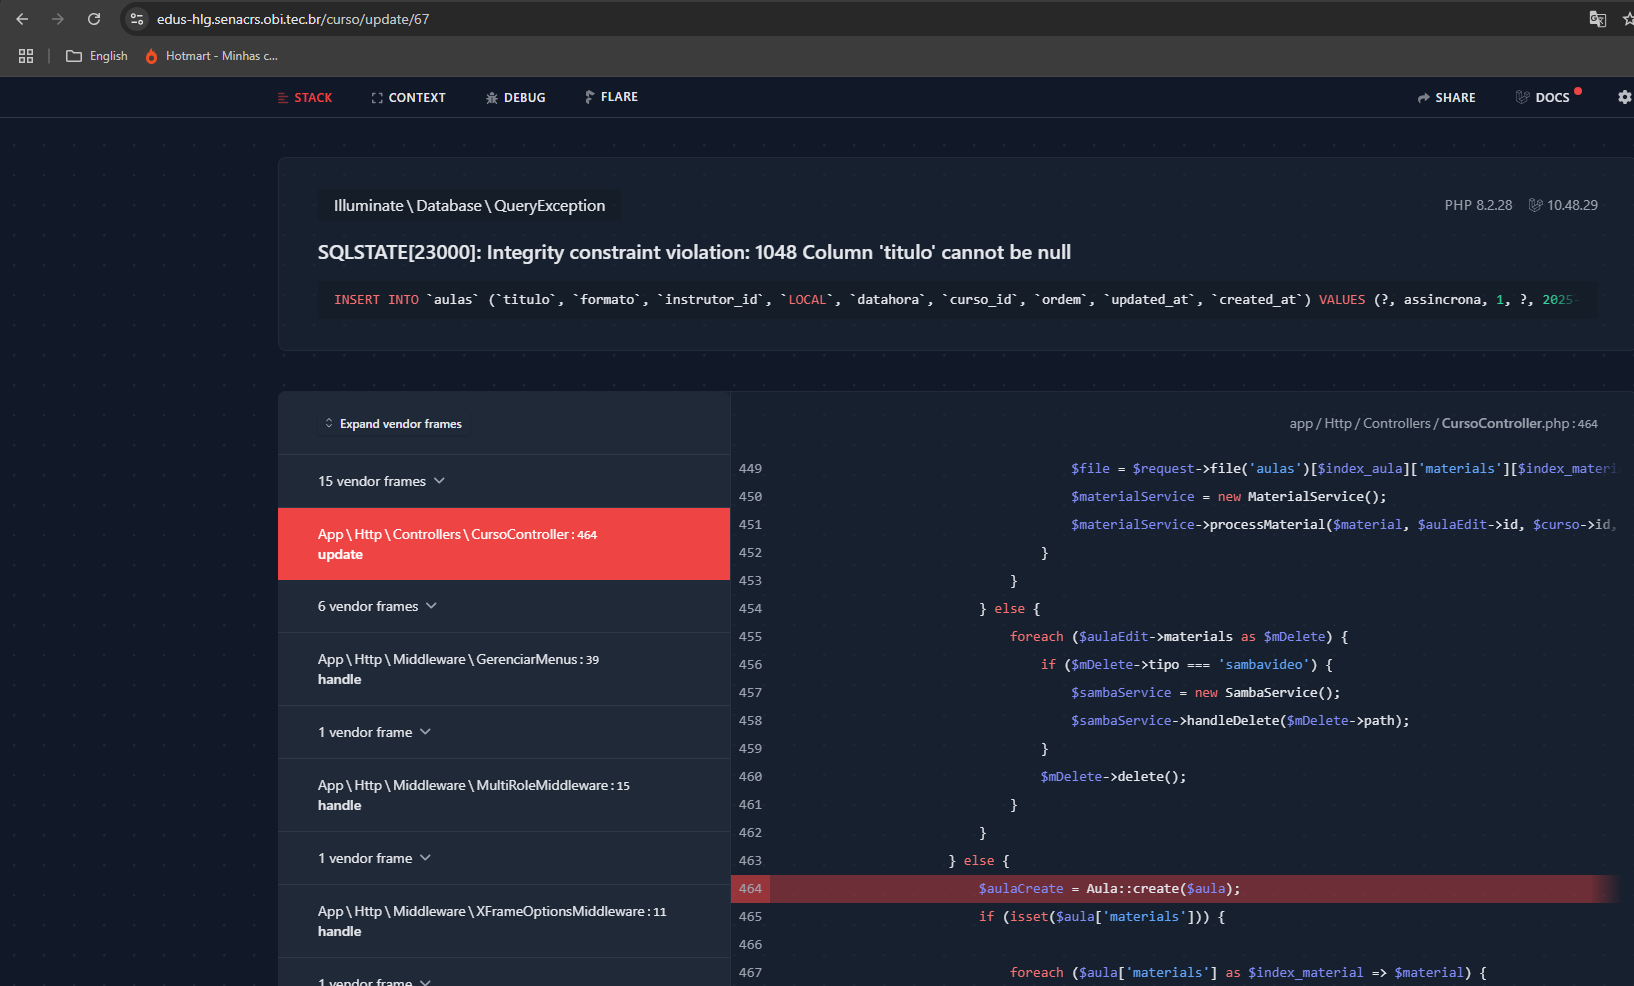 edus-hlg.senacrs.obi.tec.br/curso/update/67
English
Hotmart - Minhas c...
STACK
CONTEXT
DEBUG
FLARE
SHARE
DOCS
Illuminate\Database\QueryException
PHP 8.2.28
10.48.29
SQLSTATE[23000]: Integrity constraint violation: 1048 Column 'titulo' cannot be null
INSERT INTO `aulas` (`titulo`, `formato`, `instrutor_id`, `LOCAL`, `datahora`, `curso_id`, `ordem`, `updated_at`, `created_at`) VALUES (?, assincrona, 1, ?, 2025-
Expand vendor frames
15 vendor frames
App\Http\Controllers\CursoController:464
update
6 vendor frames
App\Http\Middleware\GerenciarMenus:39
handle
1 vendor frame
App\Http\Middleware\MultiRoleMiddleware:15
handle
1 vendor frame
App\Http\Middleware\XFrameOptionsMiddleware:11
handle
1 vendor frame
app/Http/Controllers/CursoController.php:464
449 $file = $request->file('aulas')[$index_aula]['materials'][$index_materi
450 $materialService = new MaterialService();
451 $materialService->processMaterial($material, $aulaEdit->id, $curso->id,
452 }
453 }
454 } else {
455 foreach ($aulaEdit->materials as $mDelete) {
456 if ($mDelete->tipo === 'sambavideo') {
457 $sambaService = new SambaService();
458 $sambaService->handleDelete($mDelete->path);
459 }
460 $mDelete->delete();
461 }
462 }
463 } else {
464 $aulaCreate = Aula::create($aula);
465 if (isset($aula['materials'])) {
466
467 foreach ($aula['materials'] as $index_material => $material) {